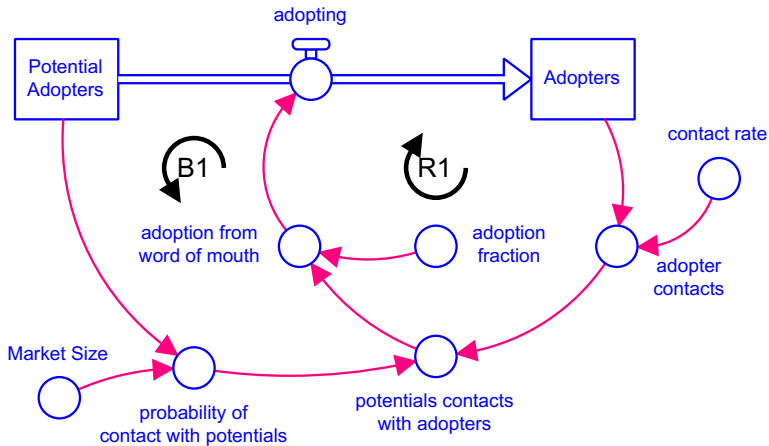 adopting
Potential
Adopters
Adopters
contact rate
B1
R1
adoption from
word of mouth
adoption
fraction
adopter
contacts
Market Size
probability of
contact with potentials
potentials contacts
with adopters